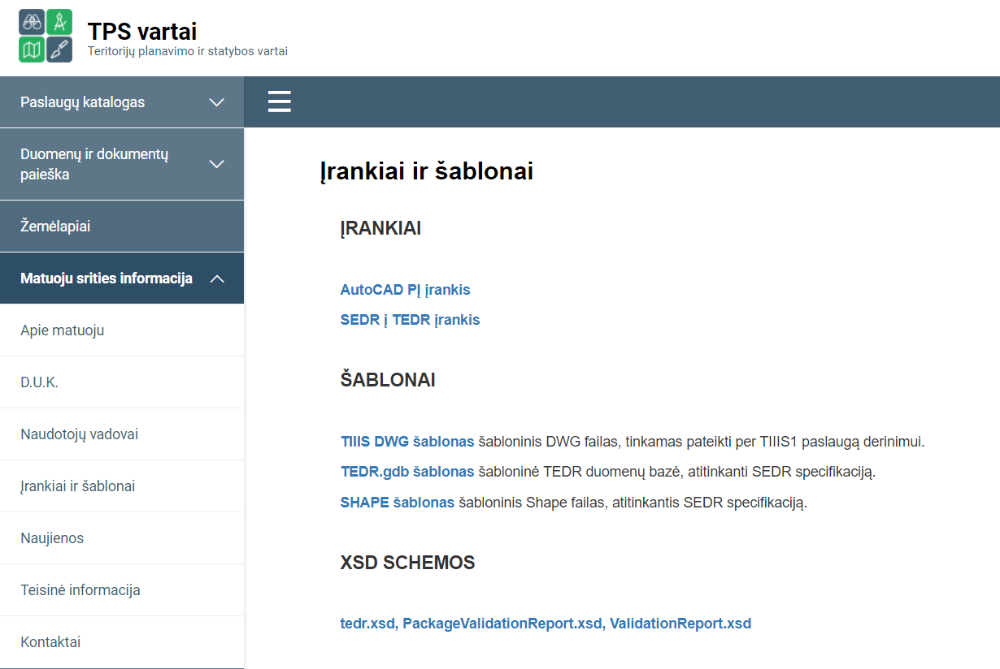 TPS vartai
Teritorijų planavimo ir statybos vartai
Paslaugų katalogas
Duomenų ir dokumentų
paieška
Žemėlapiai
Matuoju srities informacija
Apie matuoju
D.U.K.
Naudotojų vadovai
Įrankiai ir šablonai
Naujienos
Teisinė informacija
Kontaktai
Įrankiai ir šablonai
ĮRANKIAI
AutoCAD PĮ įrankis
SEDR į TEDR įrankis
ŠABLONAI
TIIIS DWG šablonas šabloninis DWG failas, tinkamas pateikti per TIIIS1 paslaugą derinimui.
TEDR.gdb šablonas šabloninė TEDR duomenų bazė, atitinkanti SEDR specifikaciją.
SHAPE šablonas šabloninis Shape failas, atitinkantis SEDR specifikaciją.
XSD SCHEMOS
tedr.xsd, PackageValidationReport.xsd, ValidationReport.xsd